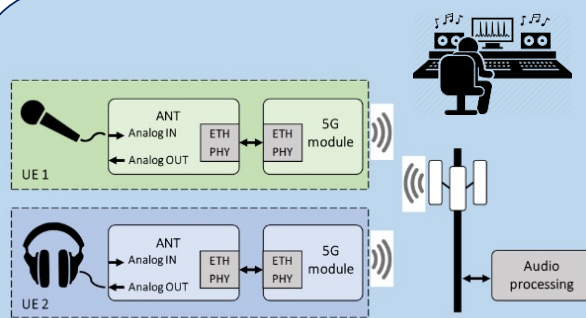 ANT
Analog IN
Analog OUT
ETH
PHY
ETH
PHY
5G
module
UE 1
ANT
Analog IN
Analog OUT
ETH
PHY
ETH
PHY
5G
module
UE 2
Audio
processing